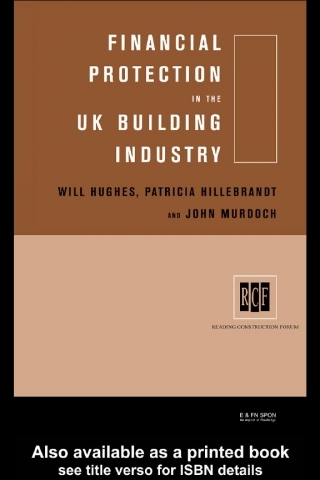 FINANCIAL
PROTECTION
IN THE
UK BUILDING
INDUSTRY
WILL HUGHES, PATRICIA HILLEBRANDT
AND JOHN MURDOCH
RCF
READING CONSTRUCTION FORUM
E & FN SPON
Also available as a printed book
see title verso for ISBN details